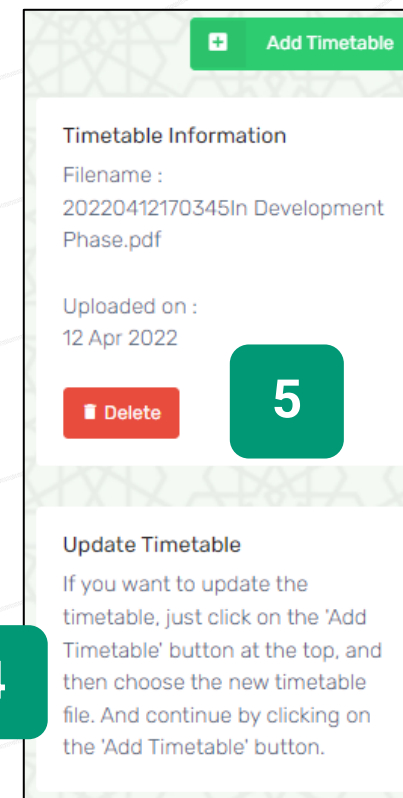 Add Timetable
Timetable Information
Filename :
20220412170345In Development
Phase.pdf
Uploaded on :
12 Apr 2022
Delete
5
Update Timetable
If you want to update the
timetable, just click on the 'Add
Timetable' button at the top, and
then choose the new timetable
file. And continue by clicking on
the 'Add Timetable' button.